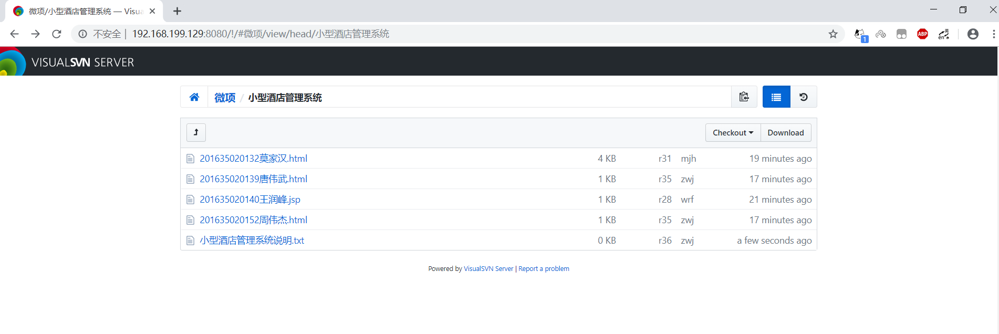 微项/小型酒店管理系统 — Visua
不安全 | 192.168.199.129:8080/!/#微项/view/head/小型酒店管理系统
1
ABP
en 英
VISUALSVN SERVER
微项 / 小型酒店管理系统
Checkout Download
201635020132莫家汉.html 4 KB r31 mjh 19 minutes ago
201635020139唐伟武.html 1 KB r35 zwj 17 minutes ago
201635020140王润峰.jsp 1 KB r28 wrf 21 minutes ago
201635020152周伟杰.html 1 KB r35 zwj 17 minutes ago
小型酒店管理系统说明.txt 0 KB r36 zwj a few seconds ago
Powered by VisualSVN Server | Report a problem